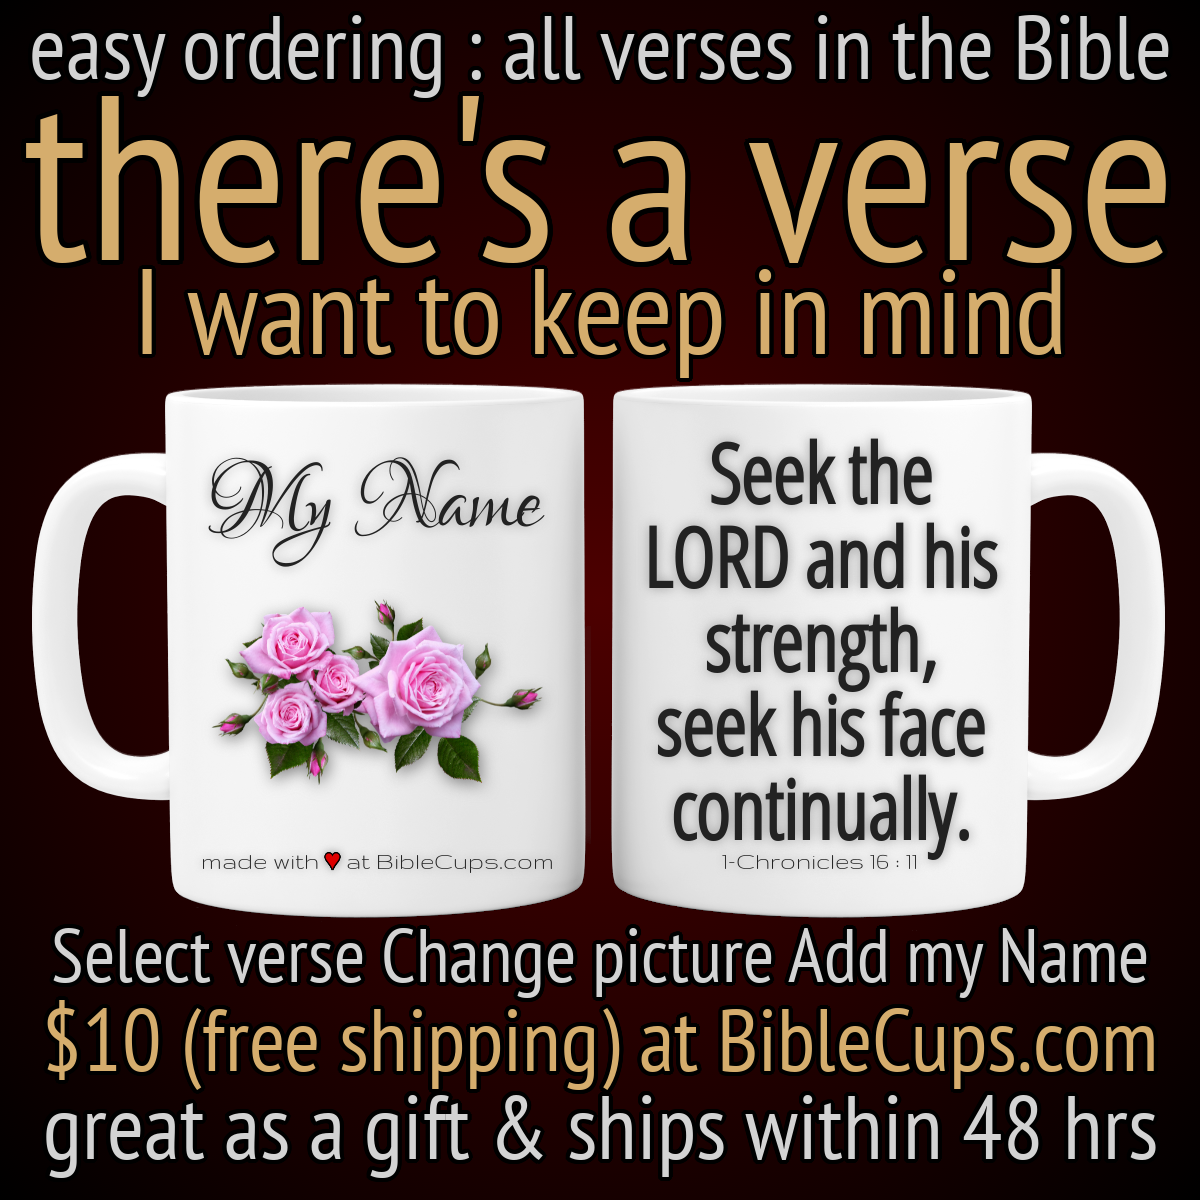 easy ordering : all verses in the Bible
there's a verse
I want to keep in mind
My Name
made with ♥ at BibleCups.com
Seek the
LORD and his
strength,
seek his face
continually.
1-Chronicles 16 : 11
Select verse Change picture Add my Name
$10 (free shipping) at BibleCups.com
great as a gift & ships within 48 hrs